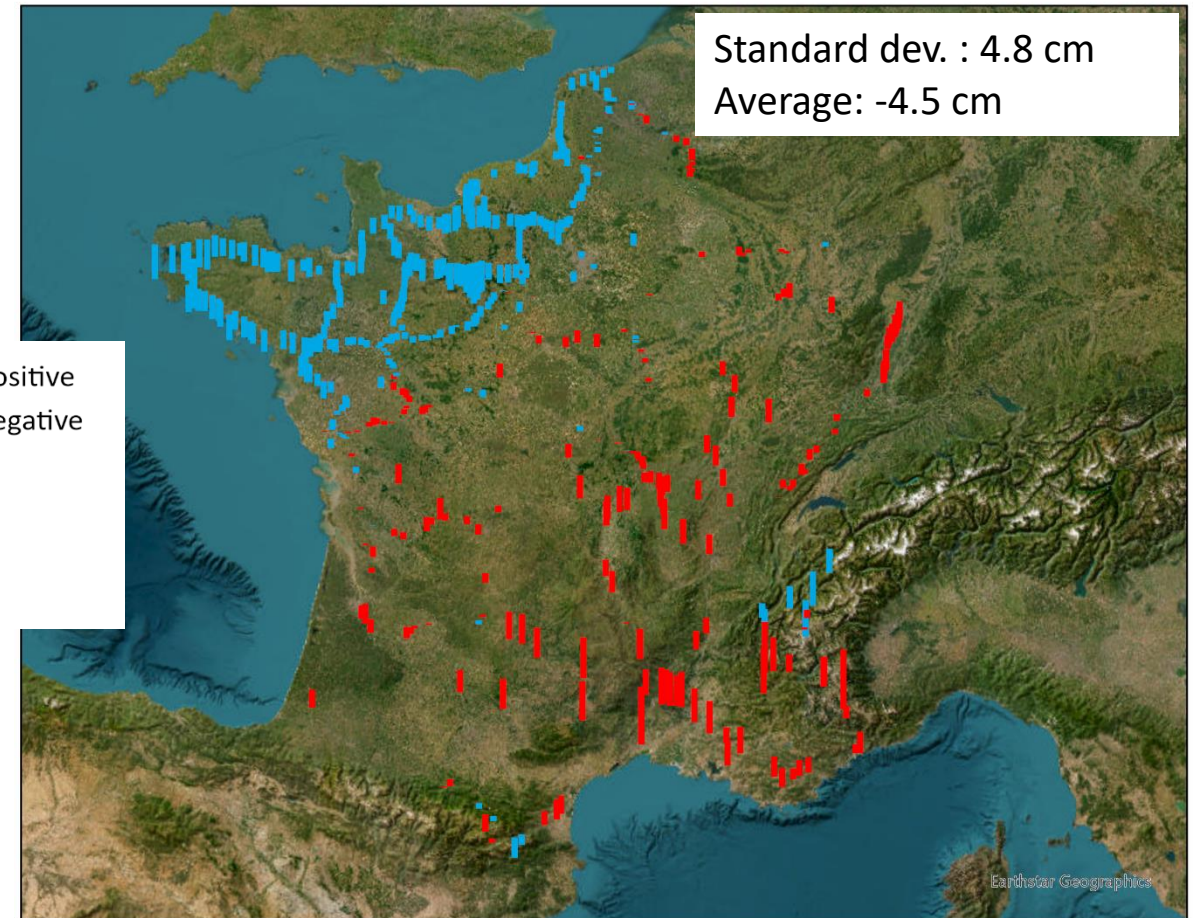 Standard dev. : 4.8 cm
Average: -4.5 cm
ositive
egative
Earthstar Geographics